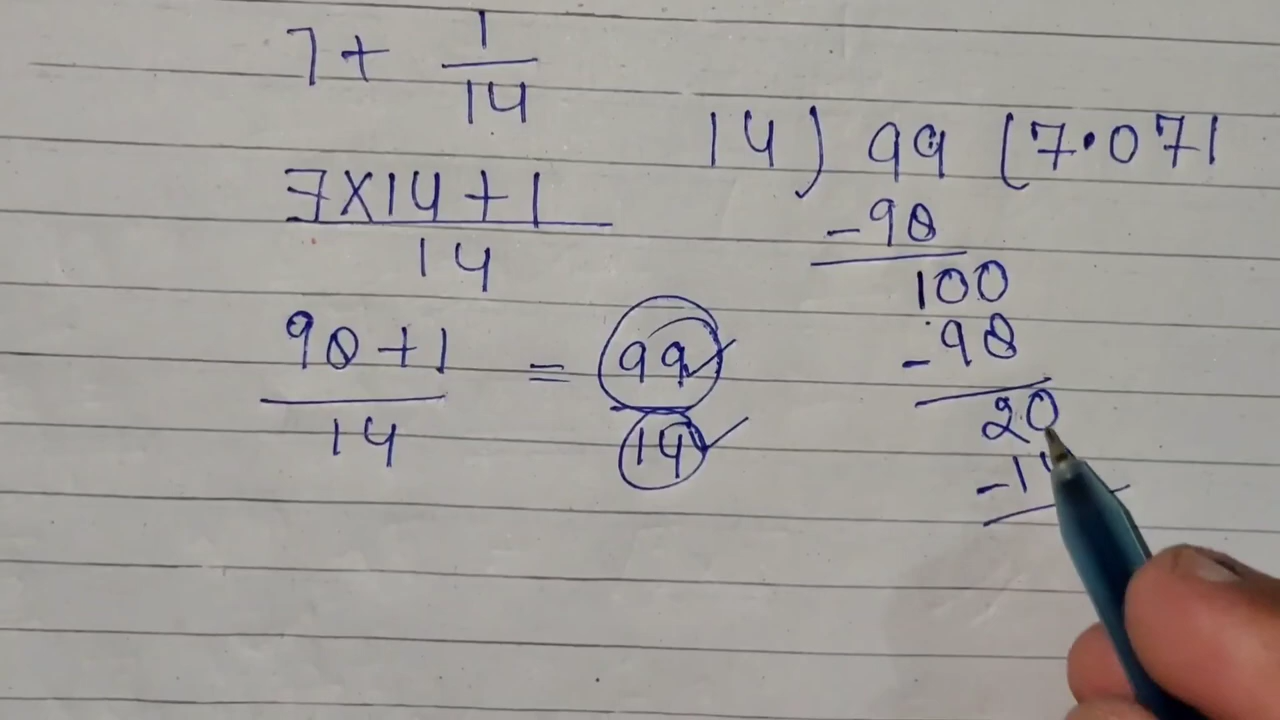 7 + 1
14
7 X 14 + 1
14
98 + 1 = 99
14 14
14 ) 99 ( 7.071
- 98
100
- 98
20
- 1